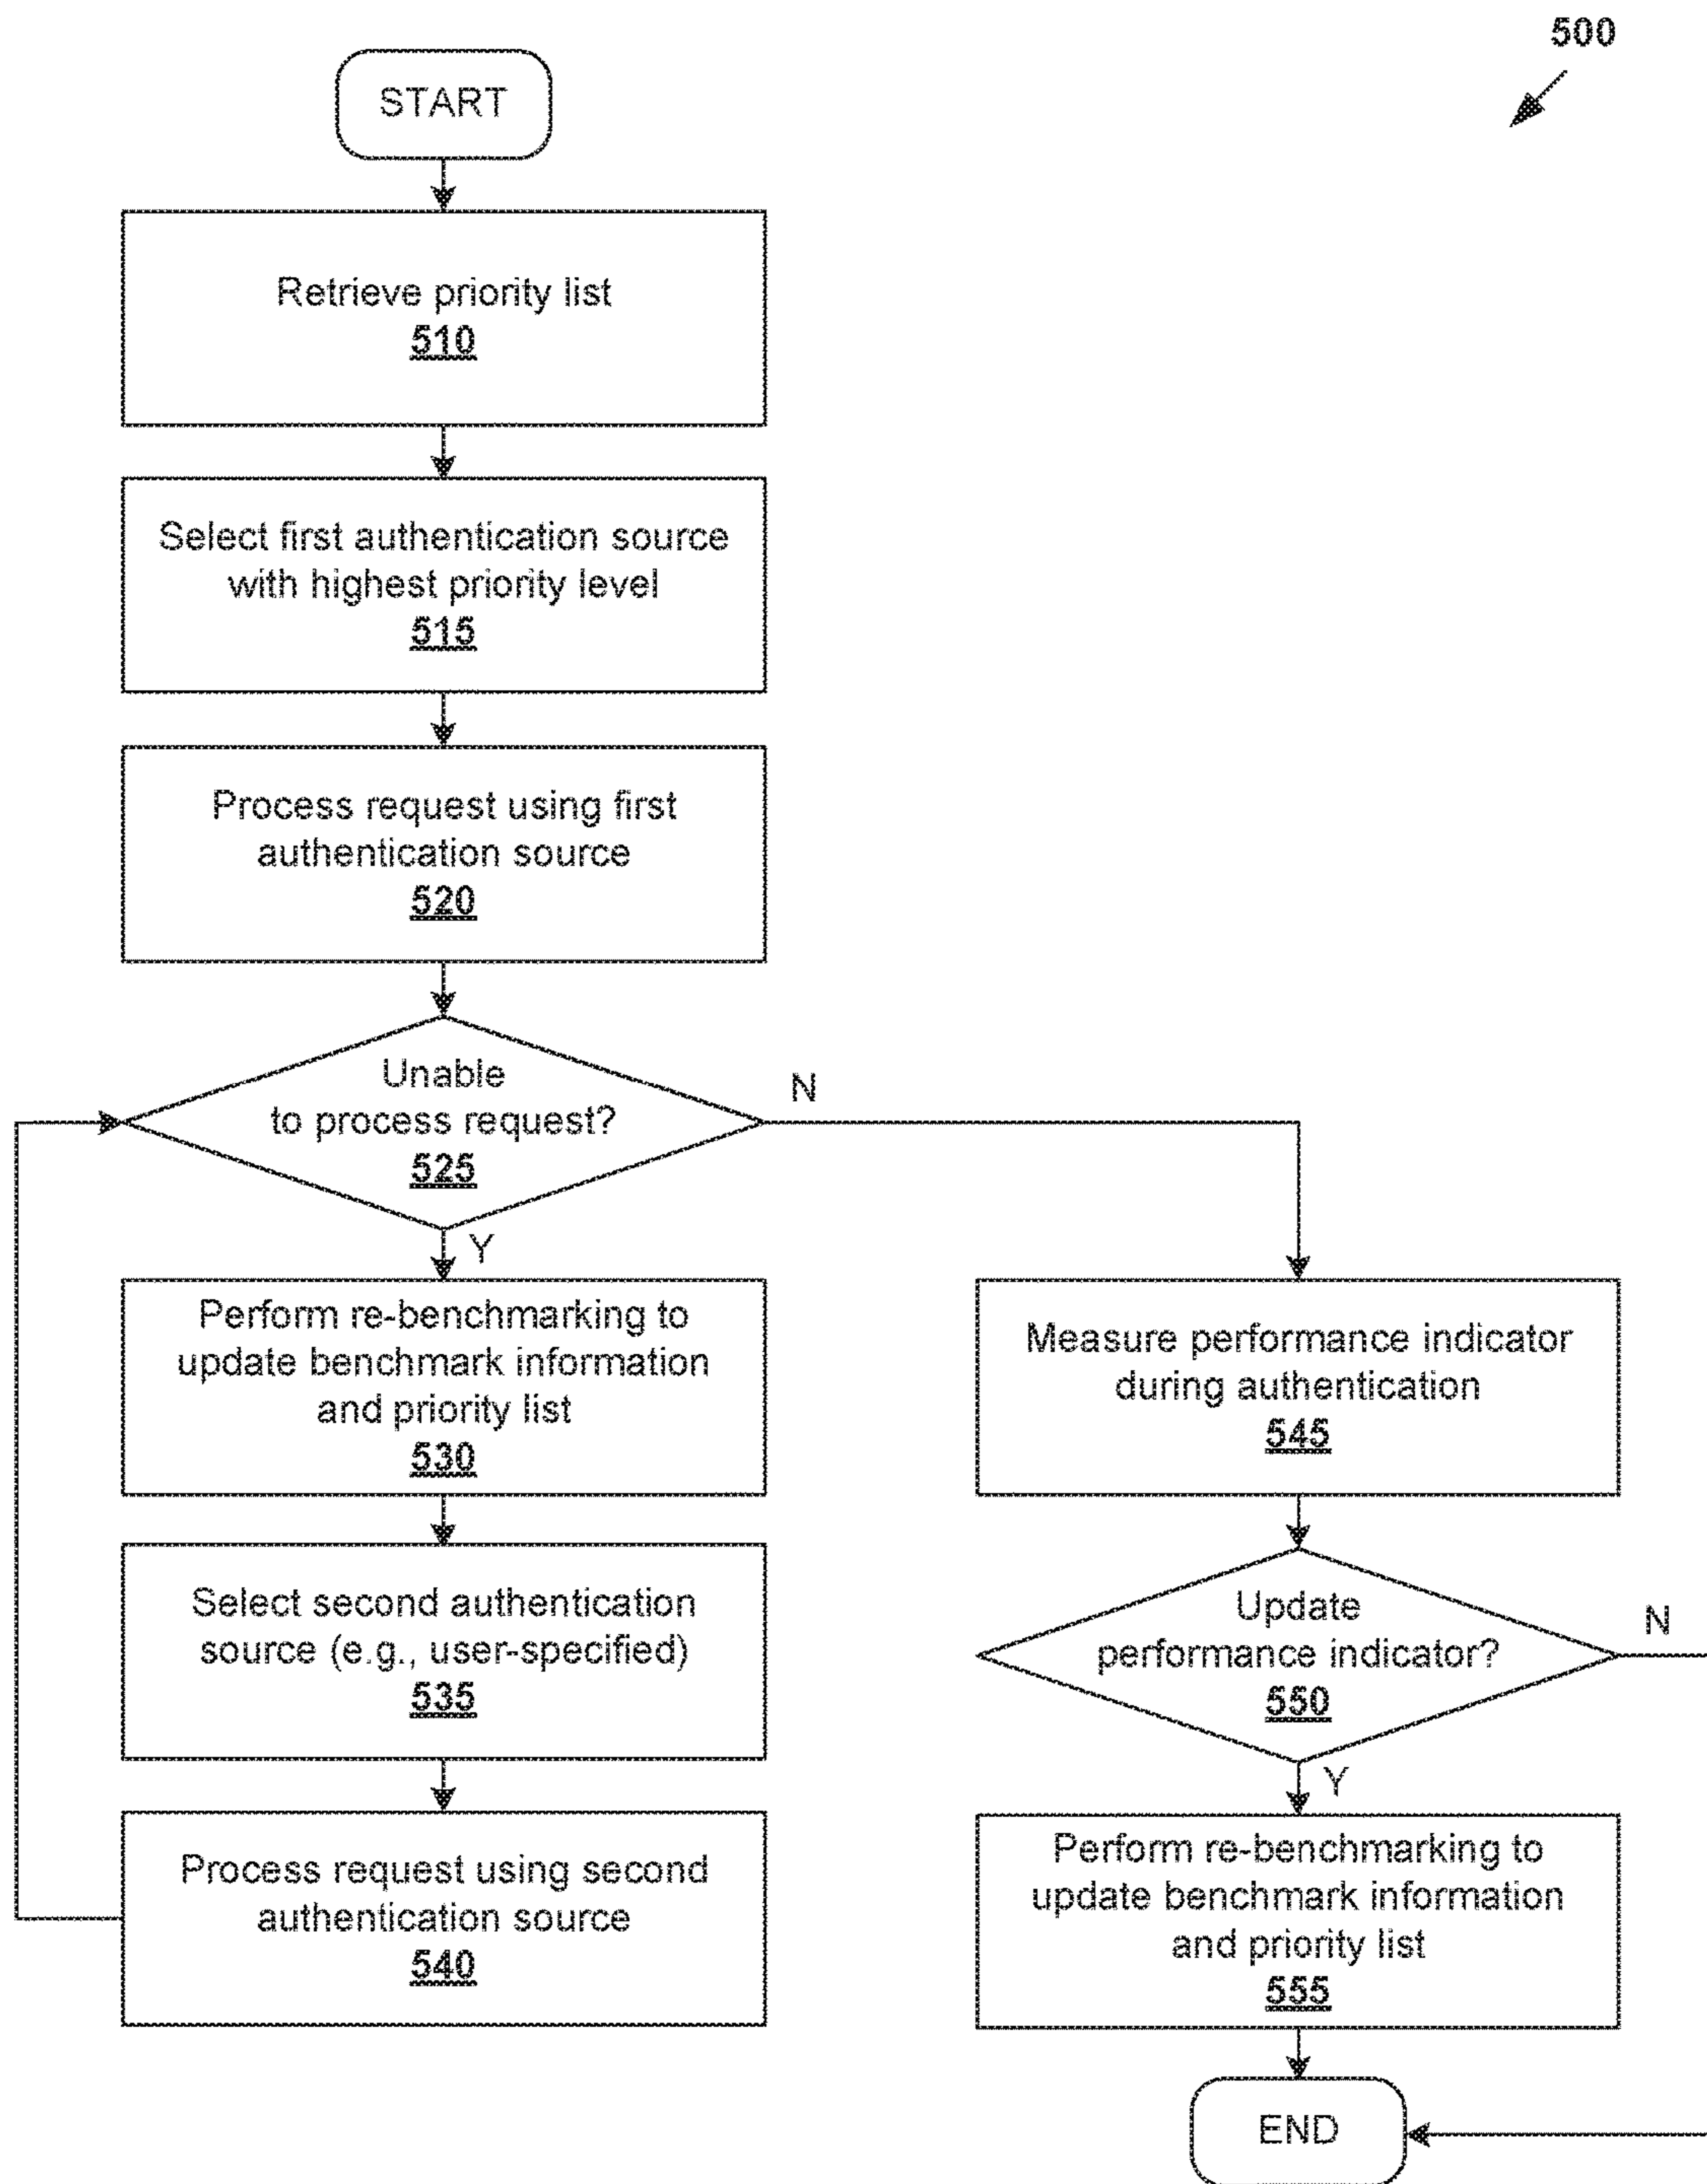 500
START
Retrieve priority list
510
Select first authentication source
with highest priority level
515
Process request using first
authentication source
520
Unable
to process request?
525
N
Y
Perform re-benchmarking to
update benchmark information
and priority list
530
Select second authentication
source (e.g., user-specified)
535
Process request using second
authentication source
540
Measure performance indicator
during authentication
545
Update
performance indicator?
550
N
Y
Perform re-benchmarking to
update benchmark information
and priority list
555
END